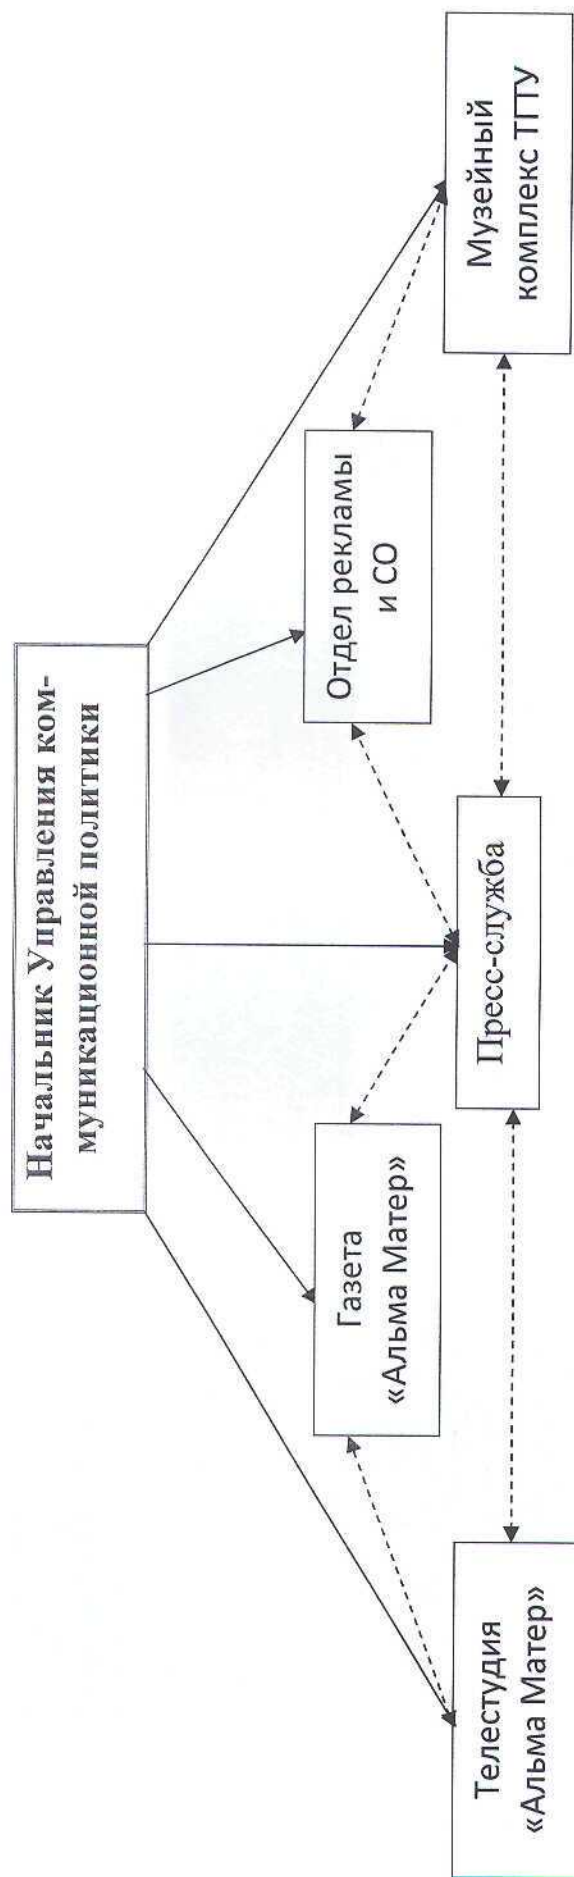 Начальник Управления ком-
муникационной политики
Телестудия
«Альма Матер»
Газета
«Альма Матер»
Пресс-служба
Отдел рекламы
и СО
Музейный
комплекс ТГТУ